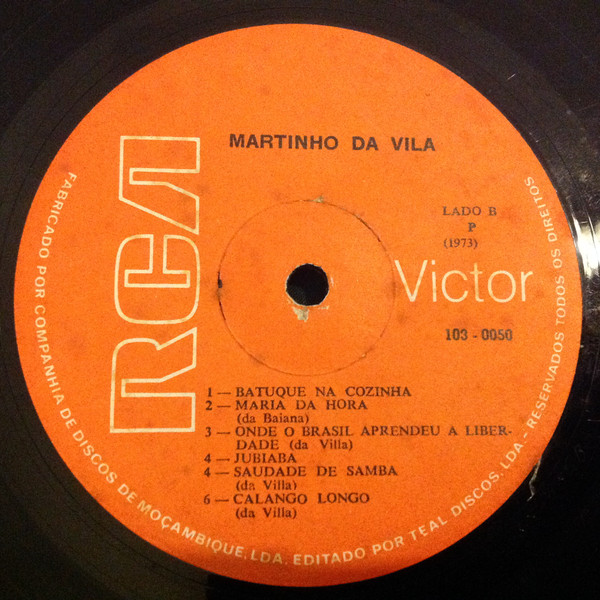 MARTINHO DA VILA
LADO B
P
(1973)
RCA
Victor
103 - 0050
1 — BATUQUE NA COZINHA
2 — MARIA DA HORA
(da Baiana)
3 — ONDE O BRASIL APRENDEU A LIBER-
DADE (da Villa)
4 — JUBIABA
4 — SAUDADE DE SAMBA
(da Villa)
6 — CALANGO LONGO
(da Villa)
FABRICADO POR COMPANHIA DE DISCOS DE MOÇAMBIQUE, LDA. EDITADO POR TEAL DISCOS, LDA - RESERVADOS TODOS OS DIREITOS